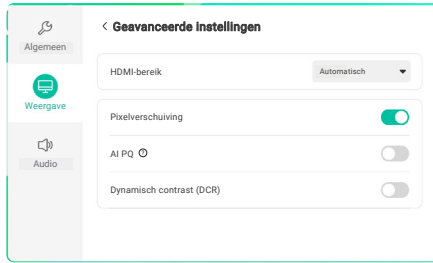 Geavanceerde instellingen
Algemeen
HDMI-bereik
Automatisch
Weergave
Pixelverschuiving
AI PQ
Audio
Dynamisch contrast (DCR)